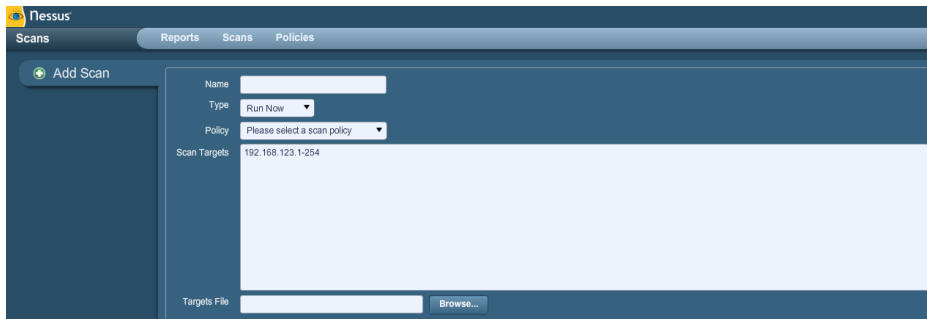 Nessus
Scans
Reports Scans Policies
Add Scan
Name
Type Run Now
Policy Please select a scan policy
Scan Targets 192.168.123.1-254
Targets File Browse...